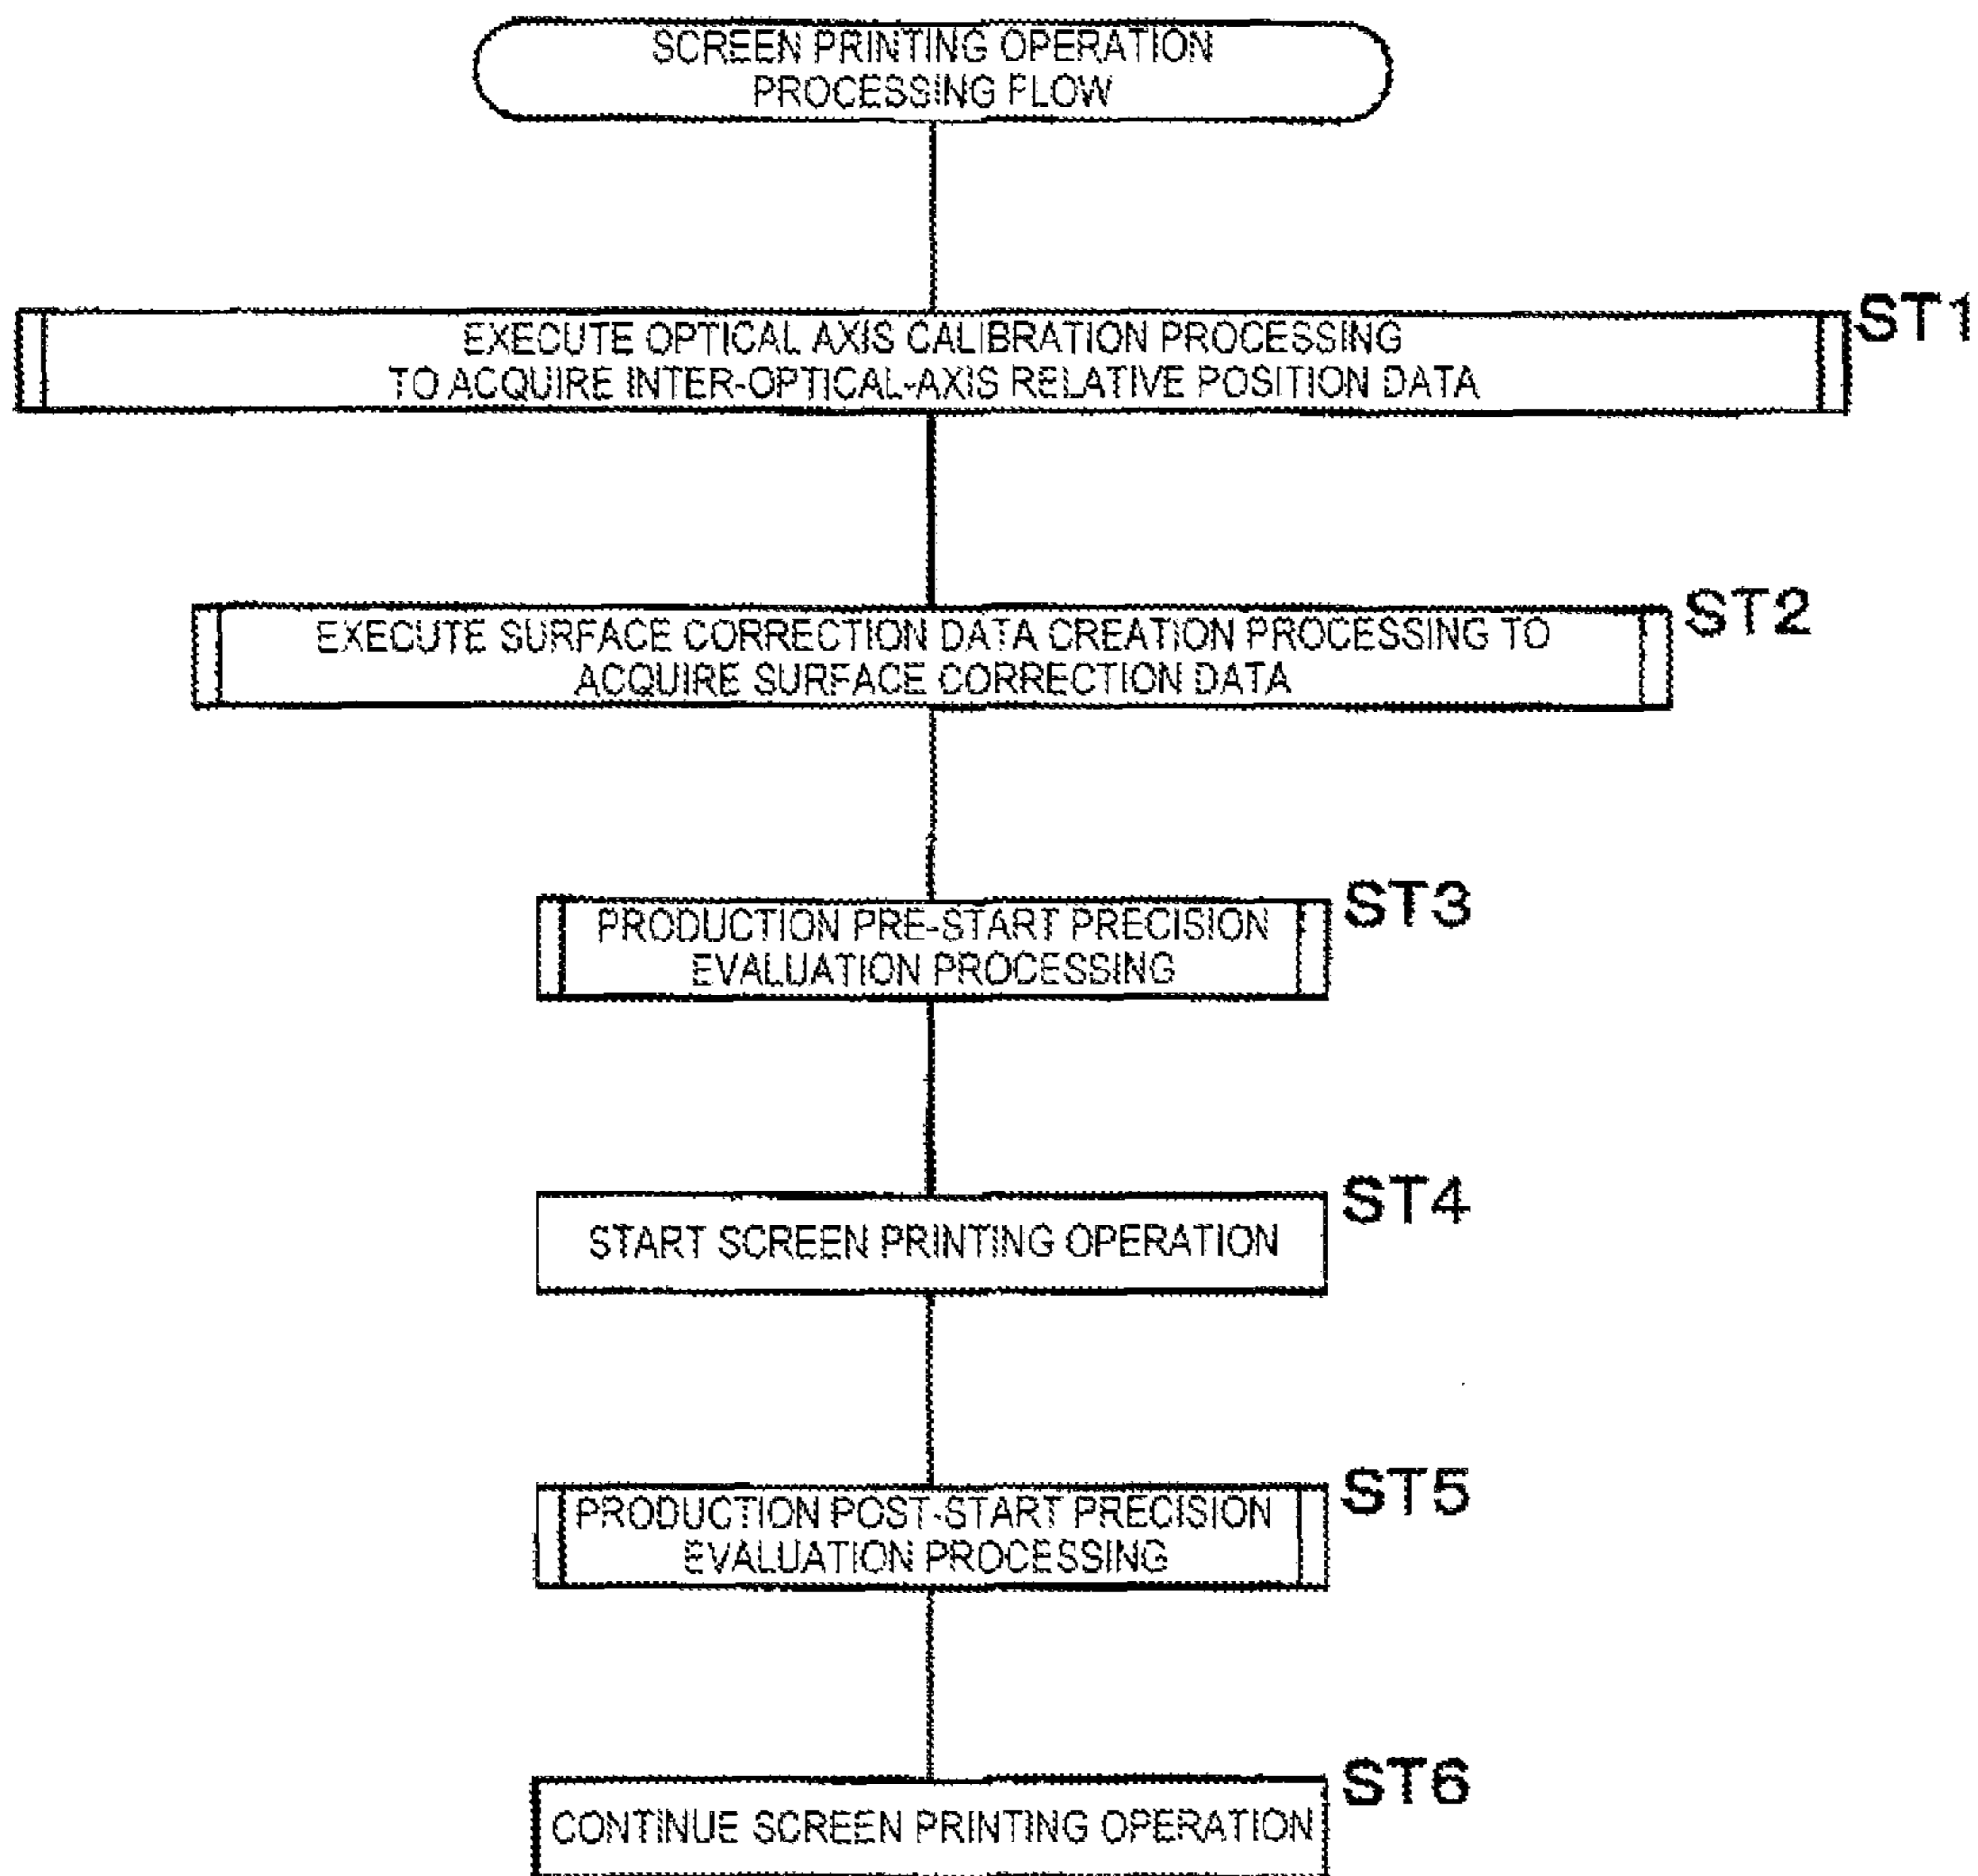 SCREEN PRINTING OPERATION
PROCESSING FLOW
ST1
EXECUTE OPTICAL AXIS CALIBRATION PROCESSING
TO ACQUIRE INTER-OPTICAL-AXIS RELATIVE POSITION DATA
ST2
EXECUTE SURFACE CORRECTION DATA CREATION PROCESSING TO
ACQUIRE SURFACE CORRECTION DATA
ST3
PRODUCTION PRE-START PRECISION
EVALUATION PROCESSING
ST4
START SCREEN PRINTING OPERATION
ST5
PRODUCTION POST-START PRECISION
EVALUATION PROCESSING
ST6
CONTINUE SCREEN PRINTING OPERATION